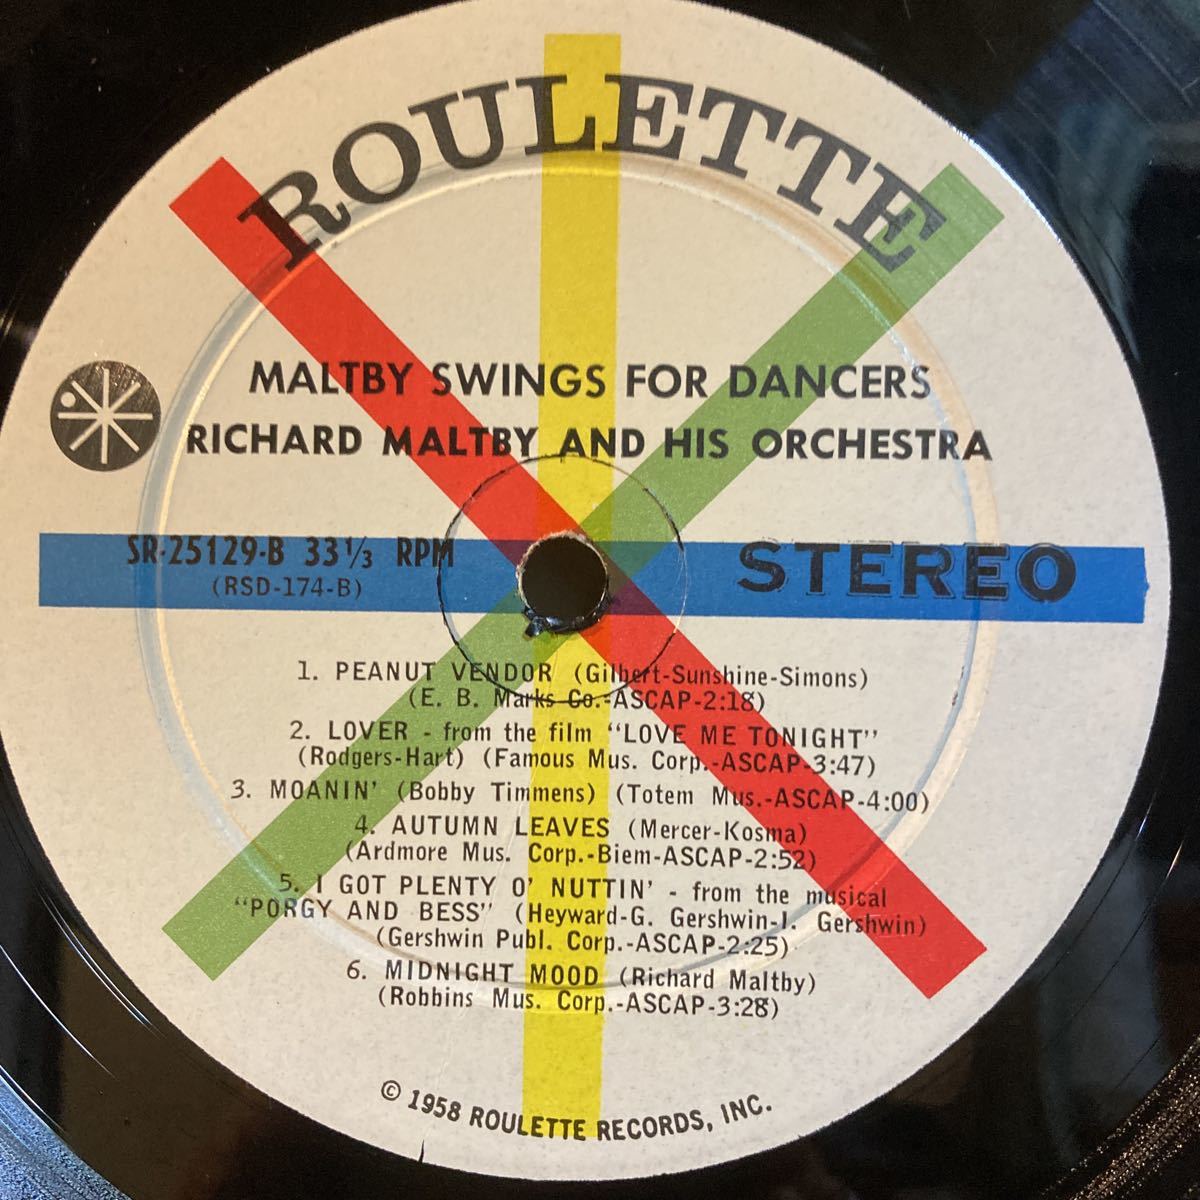 ROULETTE
MALTBY SWINGS FOR DANCERS
RICHARD MALTBY AND HIS ORCHESTRA
SR-25129-B 33 1/3 RPM
(RSD-174-B)
STEREO
1. PEANUT VENDOR (Gilbert-Sunshine-Simons)
(E. B. Marks Co.-ASCAP-2:18)
2. LOVER - from the film "LOVE ME TONIGHT"
(Rodgers-Hart) (Famous Mus. Corp.-ASCAP-3:47)
3. MOANIN' (Bobby Timmens) (Totem Mus.-ASCAP-4:00)
4. AUTUMN LEAVES (Mercer-Kosma)
(Ardmore Mus. Corp.-Biem-ASCAP-2:52)
5. I GOT PLENTY O' NUTTIN' - from the musical
"PORGY AND BESS" (Heyward-G. Gershwin-I. Gershwin)
(Gershwin Publ. Corp.-ASCAP-2:25)
6. MIDNIGHT MOOD (Richard Maltby)
(Robbins Mus. Corp.-ASCAP-3:28)
© 1958 ROULETTE RECORDS, INC.